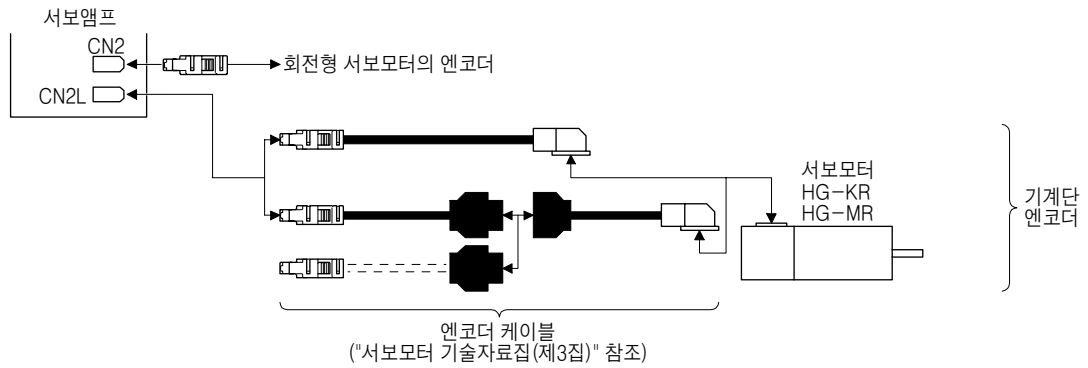 서보앰프
CN2
회전형 서보모터의 엔코더
CN2L
서보모터
HG-KR
HG-MR
기계단
엔코더
엔코더 케이블
("서보모터 기술자료집(제3집)" 참조)